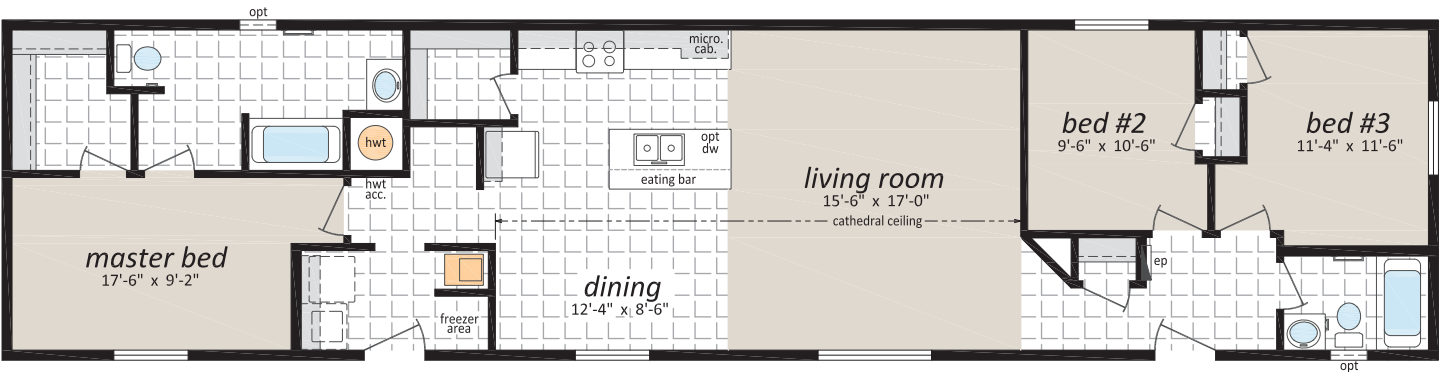 opt
micro.
cab.
hwt
hwt
acc.
opt
dw
eating bar
bed #2
9'-6" x 10'-6"
bed #3
11'-4" x 11'-6"
living room
15'-6" x 17'-0"
cathedral ceiling
master bed
17'-6" x 9'-2"
dining
12'-4" x 8'-6"
ep
freezer
area
opt